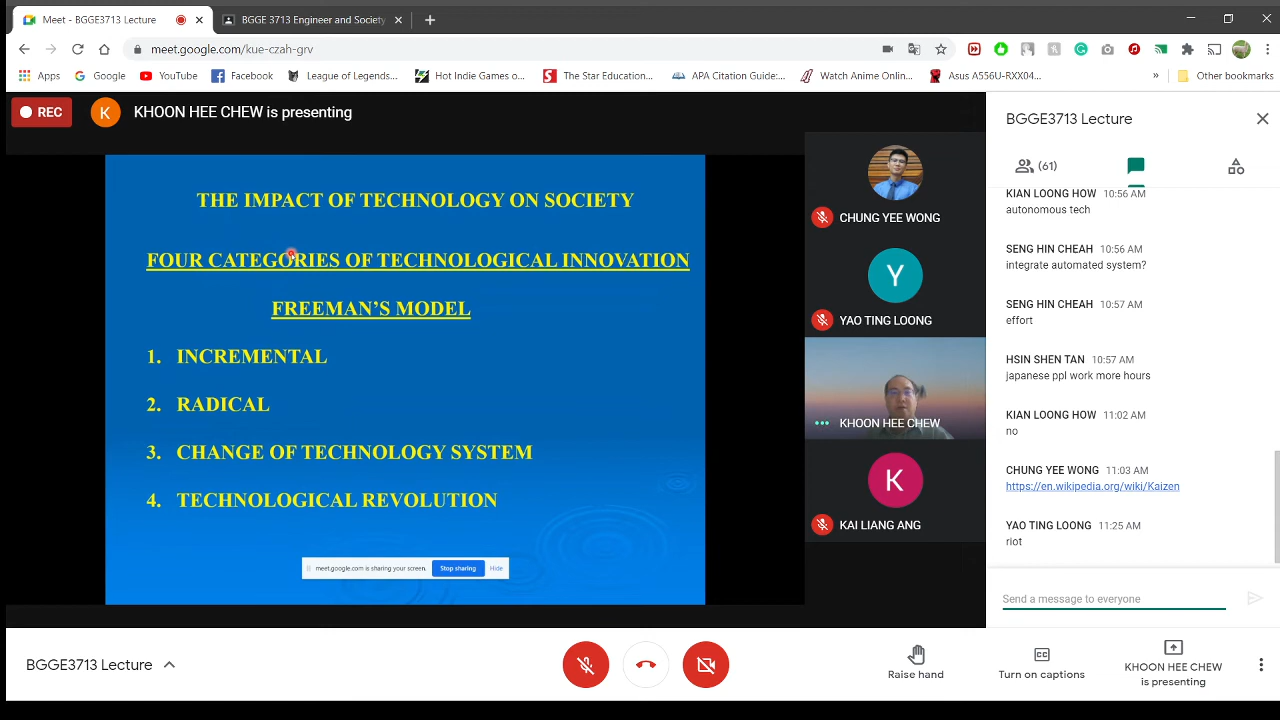 Meet - BGGE3713 Lecture
BGGE 3713 Engineer and Society
meet.google.com/kue-czah-grv
Apps
Google
YouTube
Facebook
League of Legends...
Hot Indie Games o...
The Star Education...
APA Citation Guide:...
Watch Anime Onlin...
Asus A556U-RXX04...
»
Other bookmarks
REC
K
KHOON HEE CHEW is presenting
THE IMPACT OF TECHNOLOGY ON SOCIETY
FOUR CATEGORIES OF TECHNOLOGICAL INNOVATION
FREEMAN'S MODEL
1. INCREMENTAL
2. RADICAL
3. CHANGE OF TECHNOLOGY SYSTEM
4. TECHNOLOGICAL REVOLUTION
meet.google.com is sharing your screen.
Stop sharing
Hide
CHUNG YEE WONG
Y
YAO TING LOONG
KHOON HEE CHEW
K
KAI LIANG ANG
BGGE3713 Lecture
(61)
KIAN LOONG HOW 10:56 AM
autonomous tech
SENG HIN CHEAH 10:56 AM
integrate automated system?
SENG HIN CHEAH 10:57 AM
effort
HSIN SHEN TAN 10:57 AM
japanese ppl work more hours
KIAN LOONG HOW 11:02 AM
no
CHUNG YEE WONG 11:03 AM
https://en.wikipedia.org/wiki/Kaizen
YAO TING LOONG 11:25 AM
riot
Send a message to everyone
BGGE3713 Lecture
Raise hand
CC
Turn on captions
KHOON HEE CHEW
is presenting